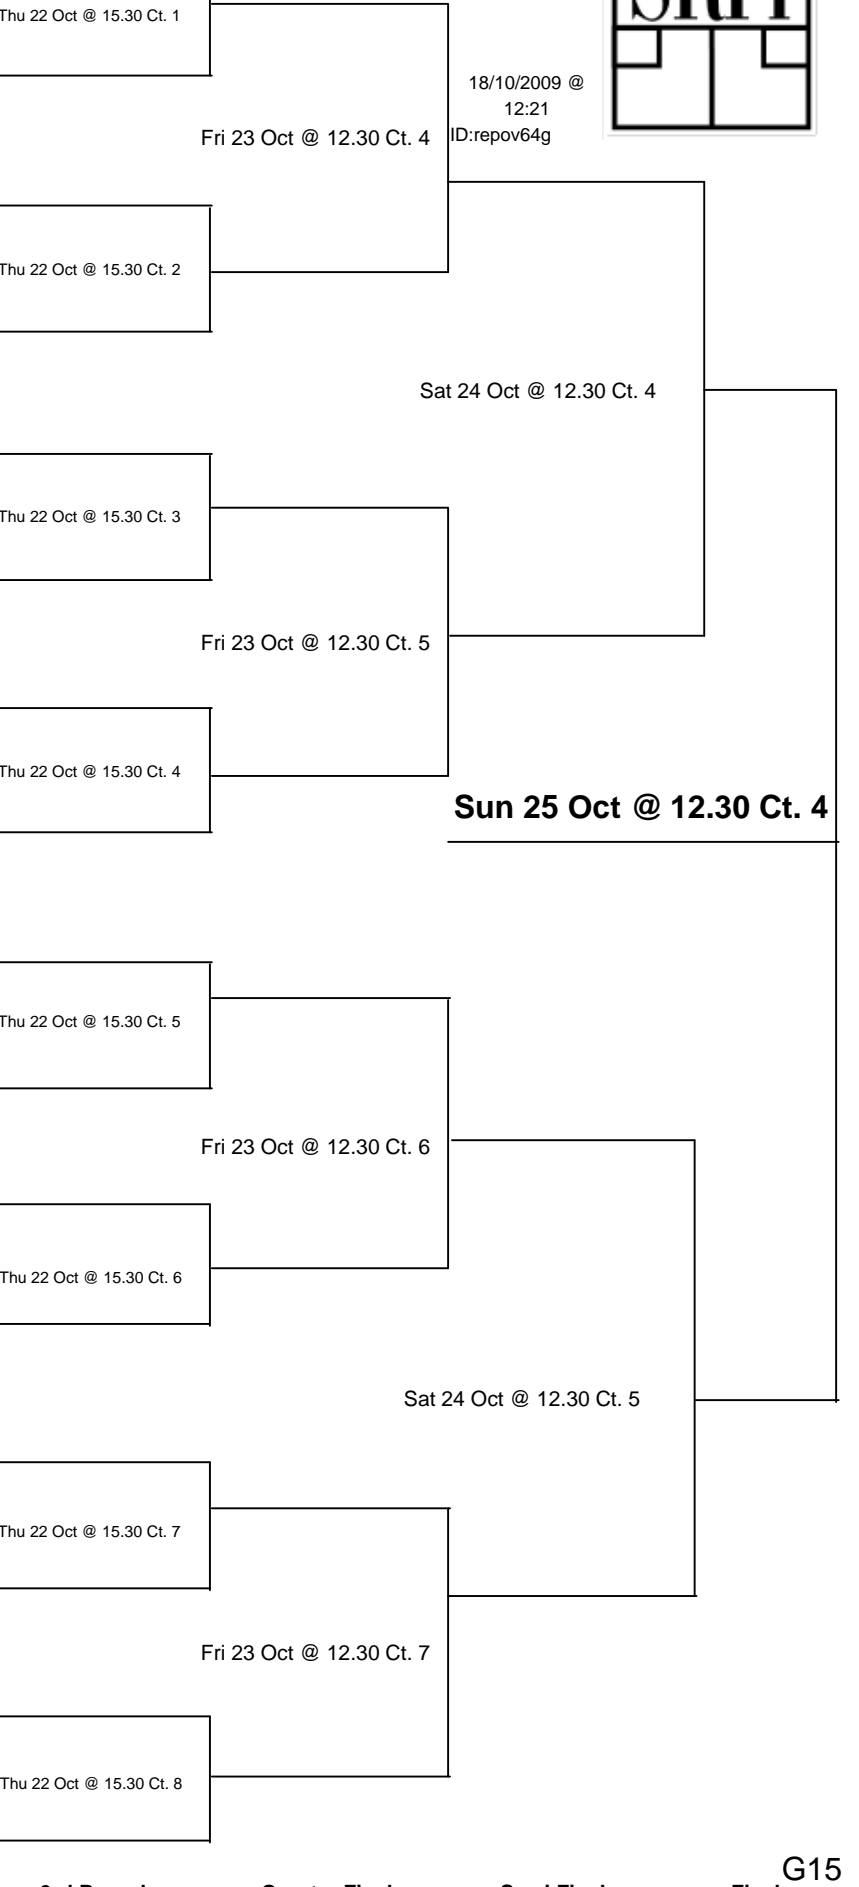 Thu 22 Oct @ 15.30 Ct. 1
18/10/2009 @
12:21
Fri 23 Oct @ 12.30 Ct. 4
ID:repov64g
Thu 22 Oct @ 15.30 Ct. 2
Sat 24 Oct @ 12.30 Ct. 4
Thu 22 Oct @ 15.30 Ct. 3
Fri 23 Oct @ 12.30 Ct. 5
Thu 22 Oct @ 15.30 Ct. 4
Sun 25 Oct @ 12.30 Ct. 4
Thu 22 Oct @ 15.30 Ct. 5
Fri 23 Oct @ 12.30 Ct. 6
Thu 22 Oct @ 15.30 Ct. 6
Sat 24 Oct @ 12.30 Ct. 5
Thu 22 Oct @ 15.30 Ct. 7
Fri 23 Oct @ 12.30 Ct. 7
Thu 22 Oct @ 15.30 Ct. 8
G15